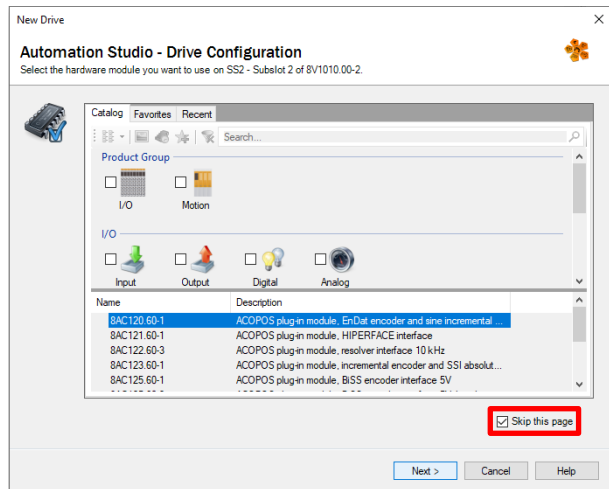 New Drive
Automation Studio - Drive Configuration
Select the hardware module you want to use on SS2 - Subslot 2 of 8V1010.00-2.
Catalog Favorites Recent
Search...
Product Group
I/O Motion
I/O
Input Output Digital Analog
Name Description
8AC120.60-1 ACOPOS plug-in module, EnDat encoder and sine incremental ...
8AC121.60-1 ACOPOS plug-in module, HIPERFACE interface
8AC122.60-3 ACOPOS plug-in module, resolver interface 10 kHz
8AC123.60-1 ACOPOS plug-in module, incremental encoder and SSI absolut...
8AC125.60-1 ACOPOS plug-in module, BiSS encoder interface 5V
Skip this page
Next > Cancel Help